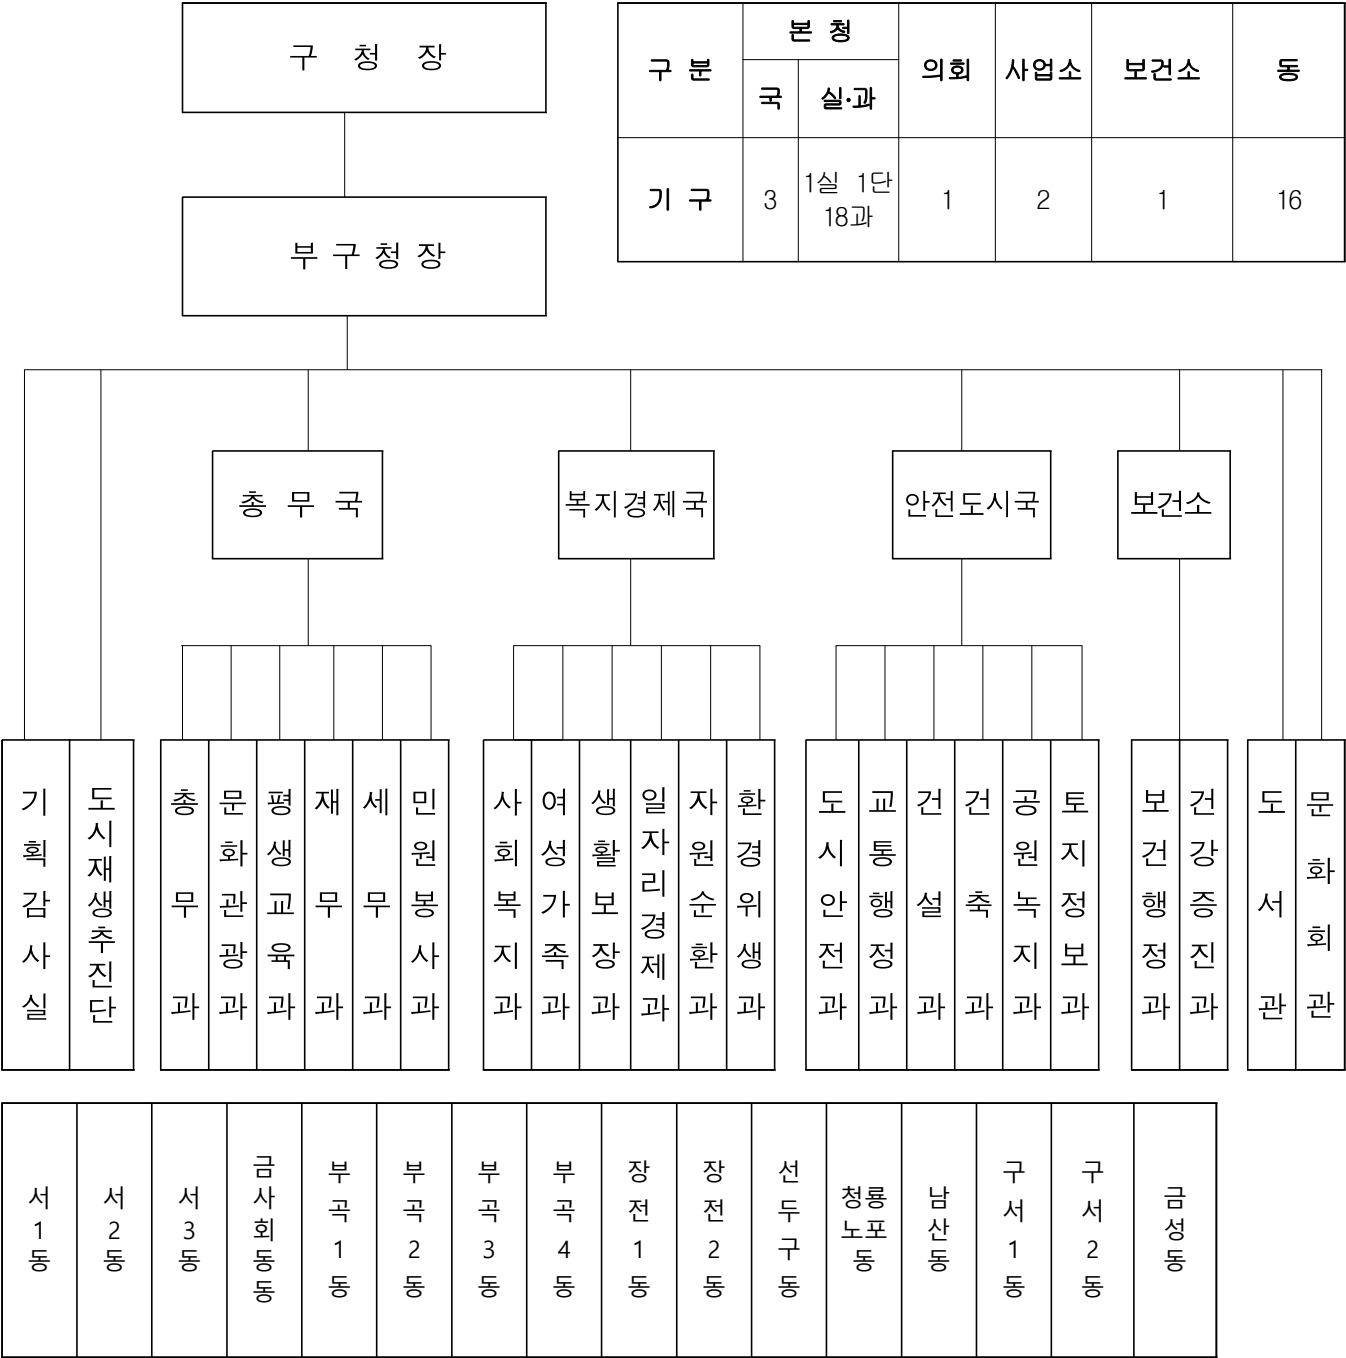 구 청 장
부 구 청 장
구 분
본 청
의회
사업소
보건소
동
국
실·과
기 구
3
1실 1단
18과
1
2
1
16
총 무 국
복지경제국
안전도시국
보건소
기획감사실
도시재생추진단
총무과
문화관광과
평생교육과
재무과
세무과
민원봉사과
사회복지과
여성가족과
생활보장과
일자리경제과
자원순환과
환경위생과
도시안전과
교통행정과
건설과
건축과
공원녹지과
토지정보과
보건행정과
건강증진과
도서관
문화회관
서1동
서2동
서3동
금사회동동
부곡1동
부곡2동
부곡3동
부곡4동
장전1동
장전2동
선두구동
청룡
노포
동
남산동
구서1동
구서2동
금성동